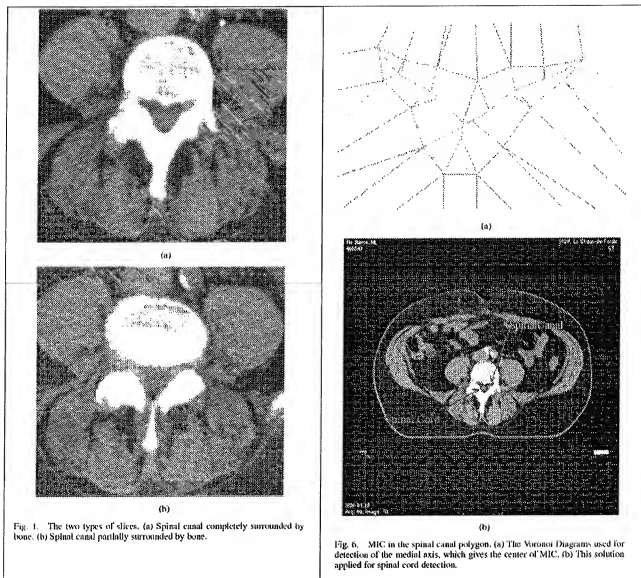 (a)
(b)
Fig. 1. The two types of slices. (a) Spinal canal completely surrounded by
bone. (b) Spinal canal partially surrounded by bone.
(a)
Spinal Canal
Spinal Cord
(b)
Fig. 6. MIC in the spinal canal polygon. (a) The Voronoi Diagrams used for
detection of the medial axis, which gives the center of MIC. (b) This solution
applied for spinal cord detection.